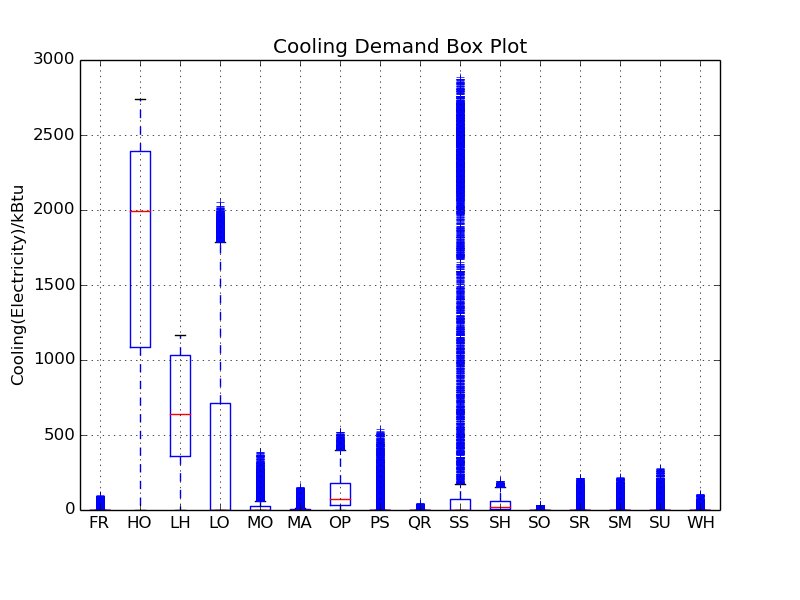 Cooling Demand Box Plot
Cooling(Electricity)/kBtu
3000
2500
2000
1500
1000
500
0
FR HO LH LO MO MA OP PS QR SS SH SO SR SM SU WH